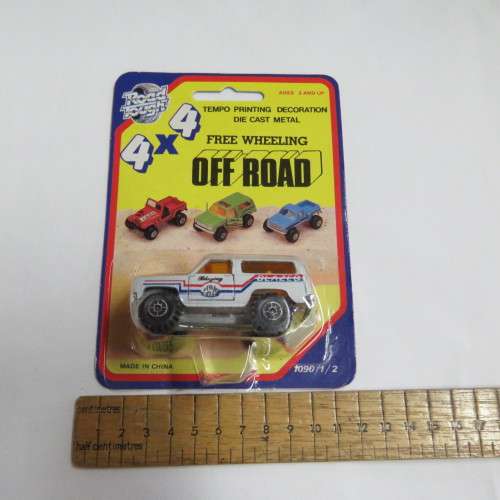 Road
Tough
AGES 3 AND UP
4x4
TEMPO PRINTING DECORATION
DIE CAST METAL
FREE WHEELING
OFF ROAD
BLAZER
MADE IN CHINA
1090/1/2
centimetres
1 2 3 4 5 6 7 8 9 10 11 12 13 14 15
half centimetres